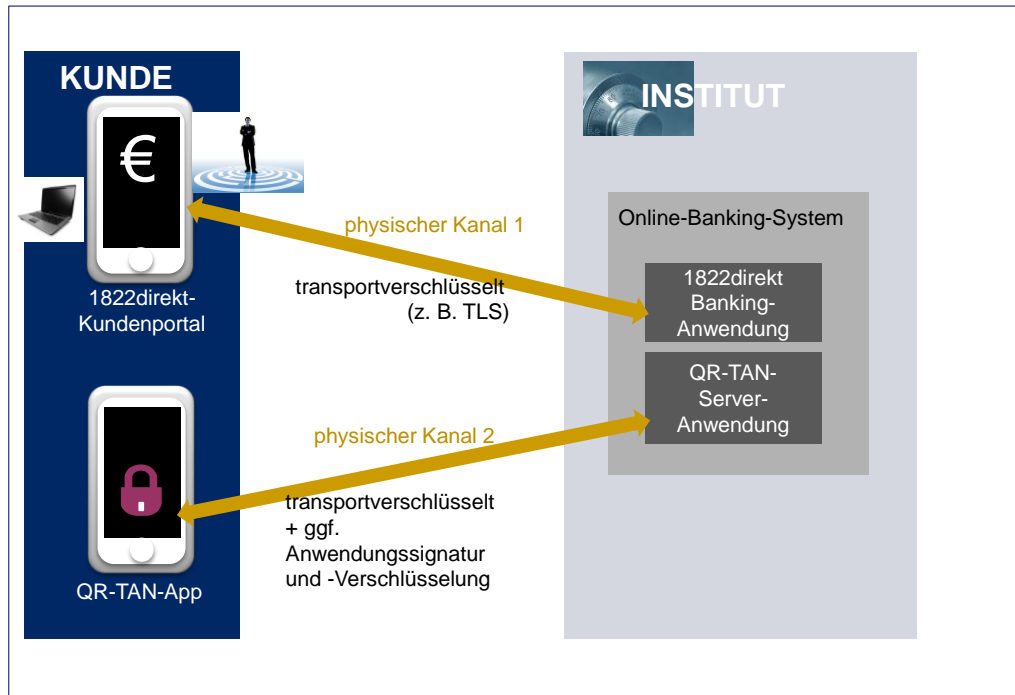 KUNDE
€
1822direkt-
Kundenportal
QR-TAN-App
physischer Kanal 1
transportverschlüsselt
(z. B. TLS)
physischer Kanal 2
transportverschlüsselt
+ ggf.
Anwendungssignatur
und -Verschlüsselung
INSTITUT
Online-Banking-System
1822direkt
Banking-
Anwendung
QR-TAN-
Server-
Anwendung